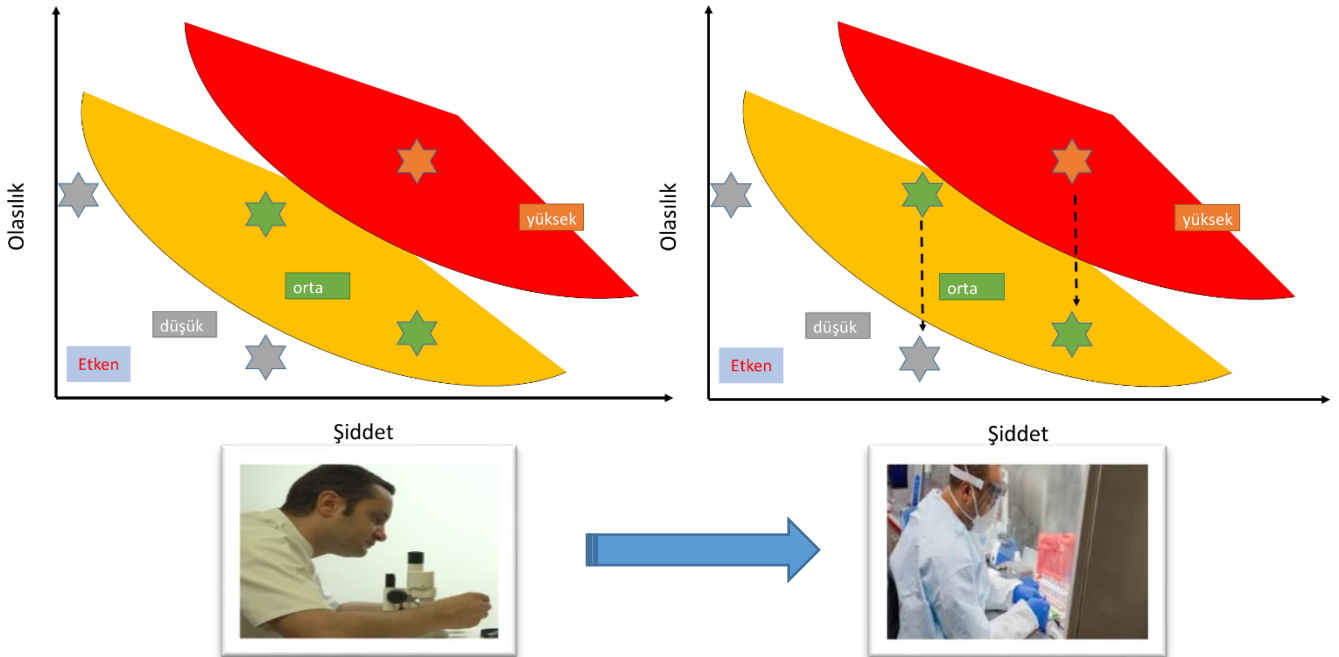 Olasılık
yüksek
orta
düşük
Etken
Şiddet
Olasılık
yüksek
orta
düşük
Etken
Şiddet